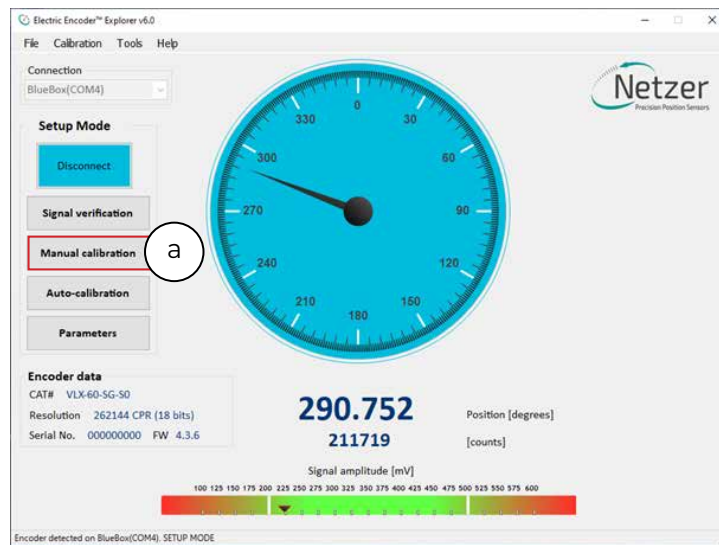 Electric Encoder™ Explorer v6.0
File Calibration Tools Help
Connection
BlueBox(COM4)
Netzer
Precision Position Sensors
Setup Mode
Disconnect
Signal verification
Manual calibration
a
Auto-calibration
Parameters
0
30
60
90
120
150
180
210
240
270
300
330
Encoder data
CAT# VLX-60-SG-S0
Resolution 262144 CPR (18 bits)
Serial No. 000000000 FW 4.3.6
290.752 Position [degrees]
211719 [counts]
Signal amplitude [mV]
100 125 150 175 200 225 250 275 300 325 350 375 400 425 450 475 500 525 550 575 600
Encoder detected on BlueBox(COM4). SETUP MODE